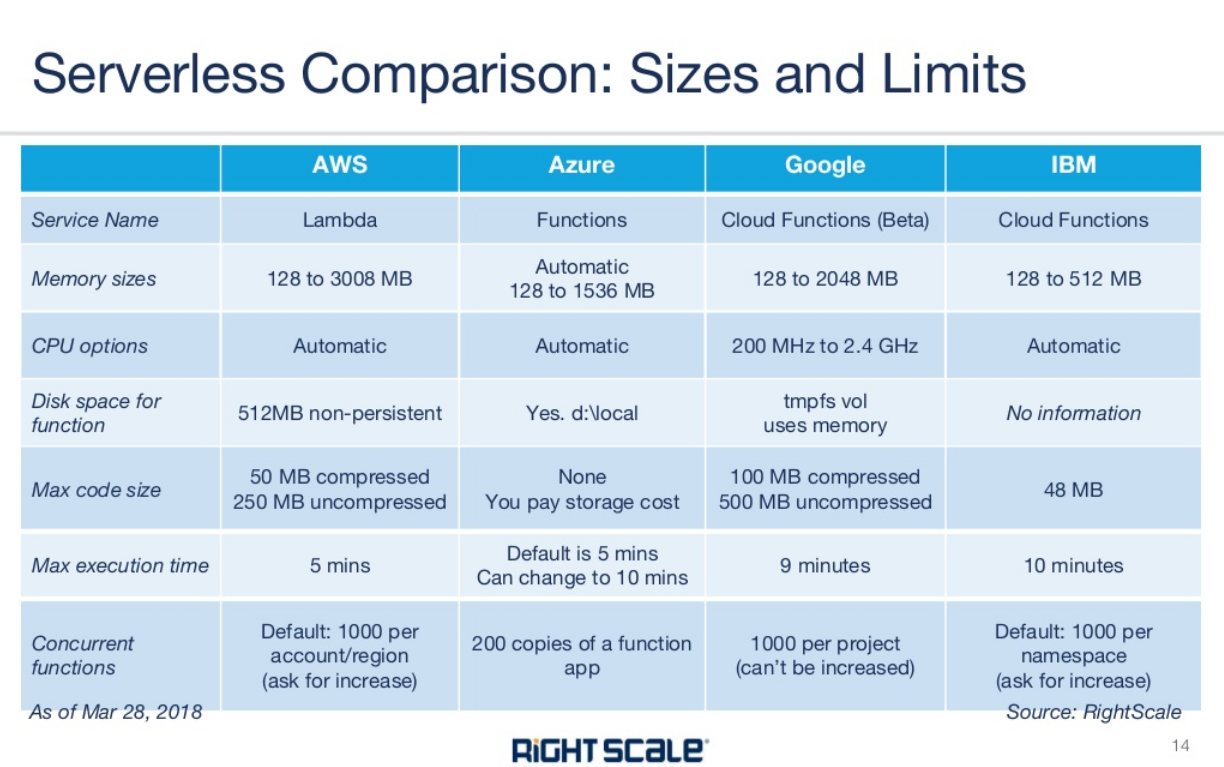 Serverless Comparison: Sizes and Limits
AWS
Azure
Google
IBM
Service Name
Lambda
Functions
Cloud Functions (Beta)
Cloud Functions
Memory sizes
128 to 3008 MB
Automatic
128 to 1536 MB
128 to 2048 MB
128 to 512 MB
CPU options
Automatic
Automatic
200 MHz to 2.4 GHz
Automatic
Disk space for
function
512MB non-persistent
Yes. d:\local
tmpfs vol
uses memory
No information
Max code size
50 MB compressed
250 MB uncompressed
None
You pay storage cost
100 MB compressed
500 MB uncompressed
48 MB
Max execution time
5 mins
Default is 5 mins
Can change to 10 mins
9 minutes
10 minutes
Concurrent
functions
Default: 1000 per
account/region
(ask for increase)
200 copies of a function
app
1000 per project
(can't be increased)
Default: 1000 per
namespace
(ask for increase)
As of Mar 28, 2018
Source: RightScale
RIGHTSCALE
14